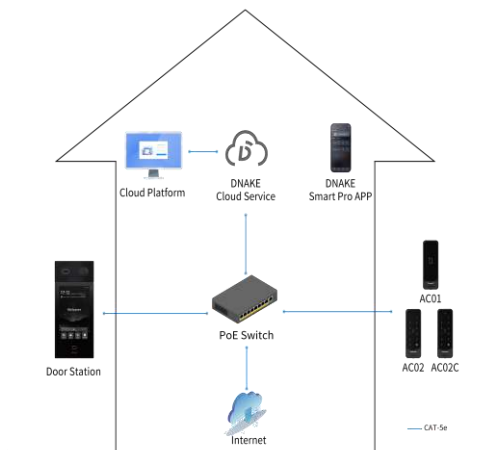 Cloud Platform
DNAKE
Cloud Service
DNAKE
Smart Pro APP
AC01
PoE Switch
Door Station
AC02
AC02C
Internet
CAT-5e